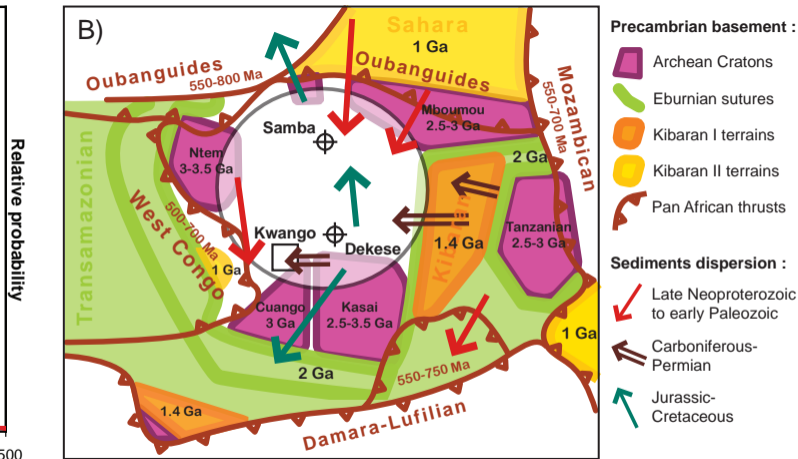 B)
Sahara
1 Ga
Oubanguides
550-800 Ma
Oubanguides
Mozambican
550-700 Ma
Mboumou
2.5-3 Ga
Samba
Ntem
3-3.5 Ga
2 Ga
Transamazonian
West Congo
500-700 Ma
1 Ga
Kwango
Dekese
Kibaran
1.4 Ga
Tanzanian
2.5-3 Ga
Cuango
3 Ga
Kasai
2.5-3.5 Ga
1 Ga
2 Ga
550-750 Ma
1.4 Ga
Damara-Lufilian
Relative probability
500
Precambrian basement :
Archean Cratons
Eburnian sutures
Kibaran I terrains
Kibaran II terrains
Pan African thrusts
Sediments dispersion :
Late Neoproterozoic
to early Paleozoic
Carboniferous-
Permian
Jurassic-
Cretaceous